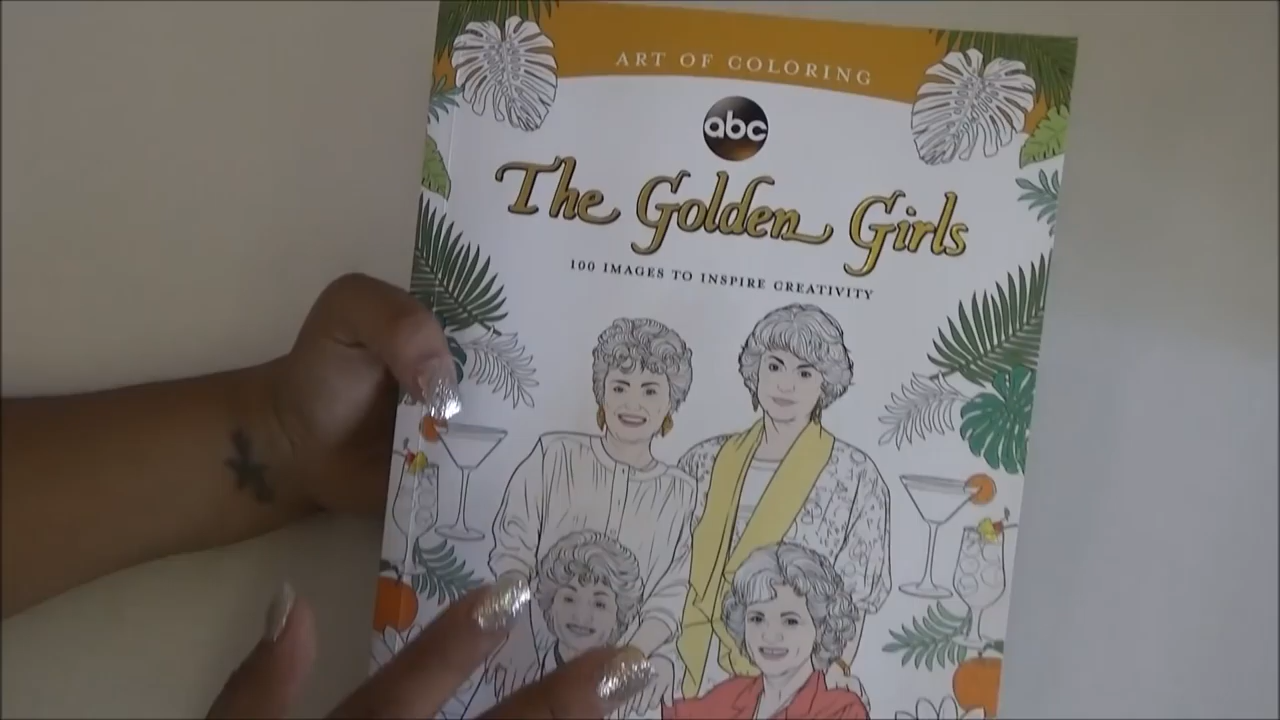 ART OF COLORING
abc
The Golden Girls
100 IMAGES TO INSPIRE CREATIVITY